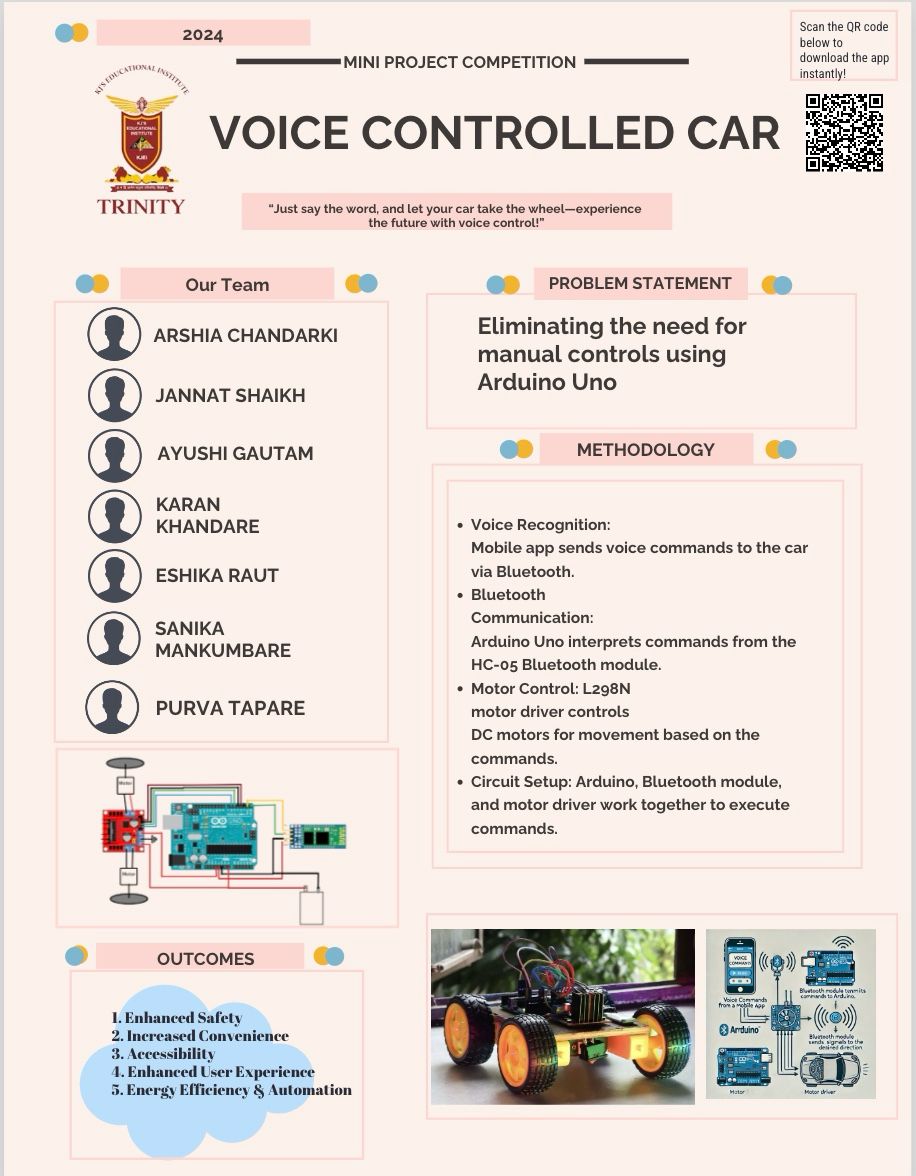 2024
Scan the QR code
below to
download the app
instantly!
MINI PROJECT COMPETITION
KJ'S EDUCATIONAL INSTITUTE
KJ'S
EDUCATIONAL
INSTITUTE
KJEI
TRINITY
VOICE CONTROLLED CAR
“Just say the word, and let your car take the wheel—experience
the future with voice control!”
Our Team
ARSHIA CHANDARKI
JANNAT SHAIKH
AYUSHI GAUTAM
KARAN
KHANDARE
ESHIKA RAUT
SANIKA
MANKUMBARE
PURVA TAPARE
PROBLEM STATEMENT
Eliminating the need for
manual controls using
Arduino Uno
METHODOLOGY
• Voice Recognition:
Mobile app sends voice commands to the car
via Bluetooth.
• Bluetooth
Communication:
Arduino Uno interprets commands from the
HC-05 Bluetooth module.
• Motor Control: L298N
motor driver controls
DC motors for movement based on the
commands.
• Circuit Setup: Arduino, Bluetooth module,
and motor driver work together to execute
commands.
Motor
Motor
OUTCOMES
1. Enhanced Safety
2. Increased Convenience
3. Accessibility
4. Enhanced User Experience
5. Energy Efficiency & Automation
VOICE
COMMAND
Voice Commands
from a mobile App
Bluetooth module
commands to Arduino.
Bluetooth module
sends signals to the
desired direction
Motor
Motor driver